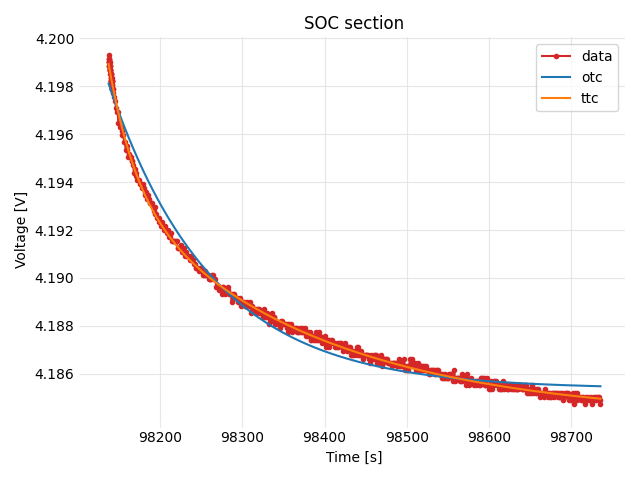 SOC section
4.200
4.198
4.196
4.194
4.192
4.190
4.188
4.186
Voltage [V]
data
otc
ttc
98200 98300 98400 98500 98600 98700
Time [s]